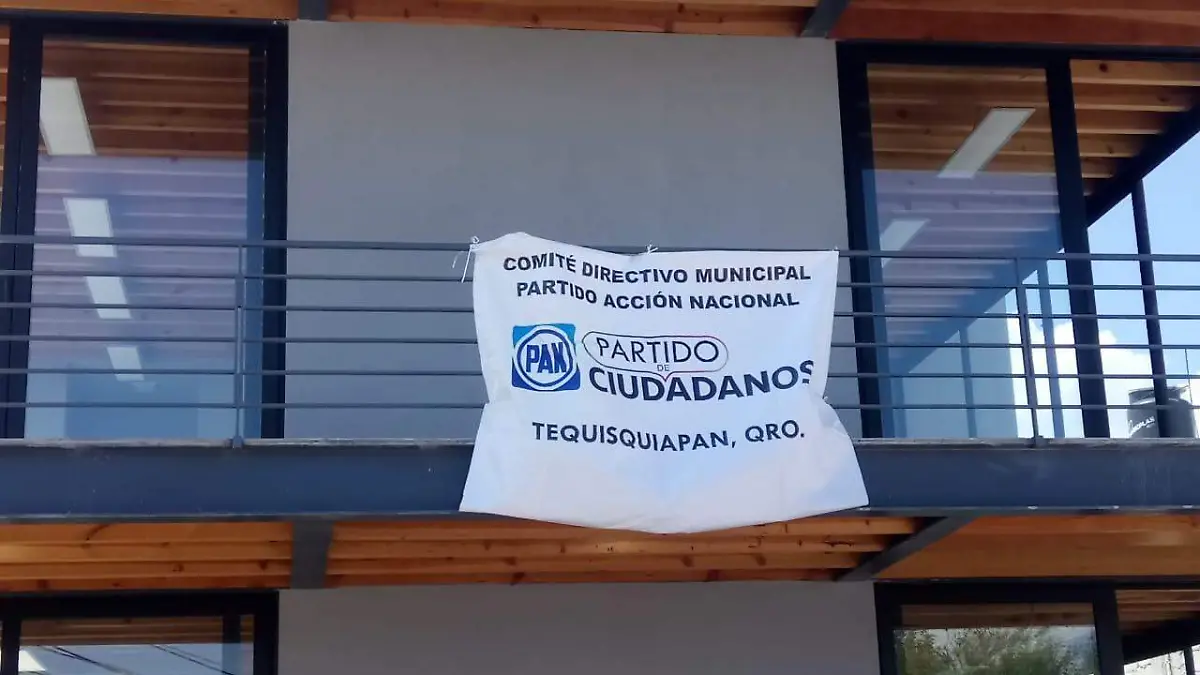 COMITÉ DIRECTIVO MUNICIPAL
PARTIDO ACCIÓN NACIONAL
PAN
PARTIDO
DE
CIUDADANOS
TEQUISQUIAPAN, QRO.